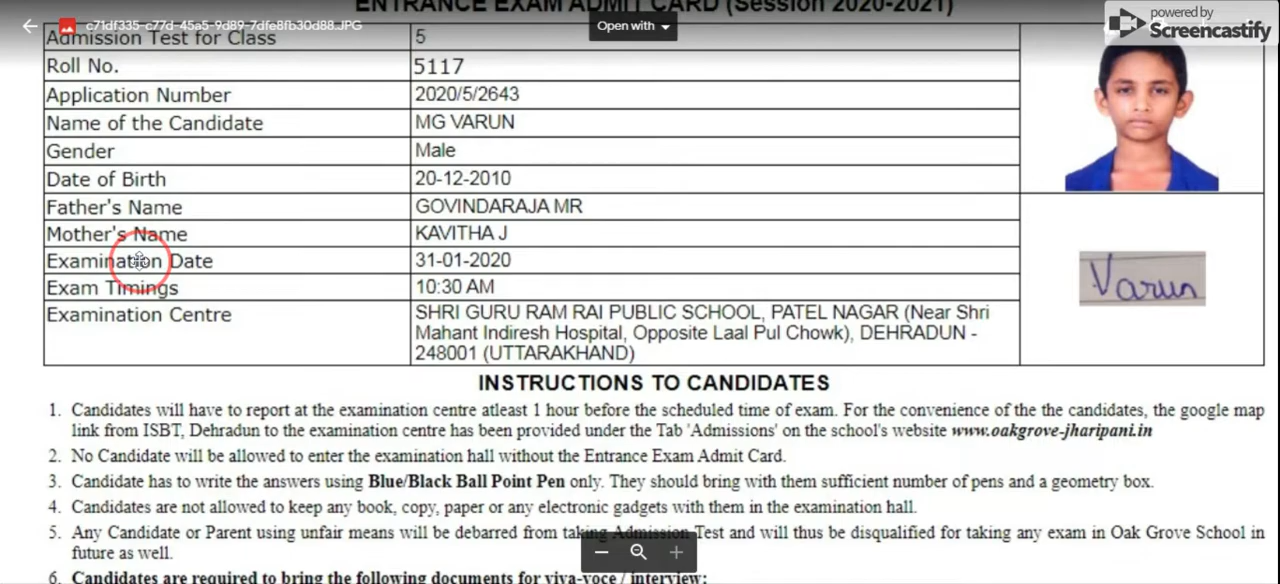 ENTRANCE EXAM ADMIT CARD (Session 2020-2021)
c71df335-c77d-45a5-9d89-7dfe8fb30d88.JPG
Open with
powered by
Screencastify
Admission Test for Class 5
Roll No. 5117
Application Number 2020/5/2643
Name of the Candidate MG VARUN
Gender Male
Date of Birth 20-12-2010
Father's Name GOVINDARAJA MR
Mother's Name KAVITHA J
Examination Date 31-01-2020
Exam Timings 10:30 AM
Examination Centre SHRI GURU RAM RAI PUBLIC SCHOOL, PATEL NAGAR (Near Shri
Mahant Indiresh Hospital, Opposite Laal Pul Chowk), DEHRADUN -
248001 (UTTARAKHAND)
Varun
INSTRUCTIONS TO CANDIDATES
1. Candidates will have to report at the examination centre atleast 1 hour before the scheduled time of exam. For the convenience of the the candidates, the google map
link from ISBT, Dehradun to the examination centre has been provided under the Tab 'Admissions' on the school's website www.oakgrove-jharipani.in
2. No Candidate will be allowed to enter the examination hall without the Entrance Exam Admit Card.
3. Candidate has to write the answers using Blue/Black Ball Point Pen only. They should bring with them sufficient number of pens and a geometry box.
4. Candidates are not allowed to keep any book, copy, paper or any electronic gadgets with them in the examination hall.
5. Any Candidate or Parent using unfair means will be debarred from taking Admission Test and will thus be disqualified for taking any exam in Oak Grove School in
future as well.
6. Candidates are required to bring the following documents for viva-voce / interview: